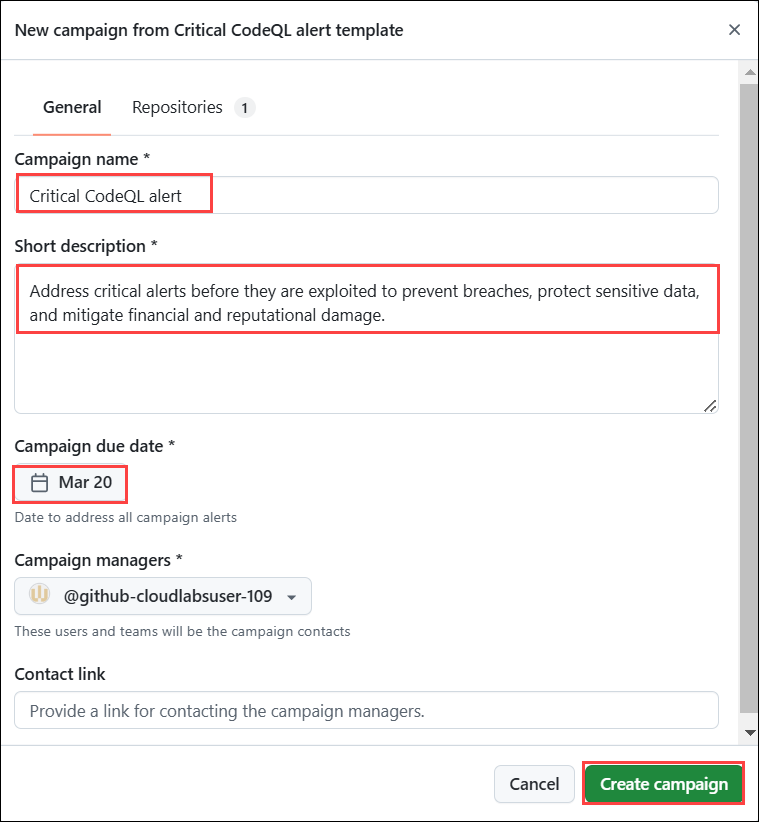 New campaign from Critical CodeQL alert template
General
Repositories 1
Campaign name *
Critical CodeQL alert
Short description *
Address critical alerts before they are exploited to prevent breaches, protect sensitive data,
and mitigate financial and reputational damage.
Campaign due date *
Mar 20
Date to address all campaign alerts
Campaign managers *
@github-cloudlabsuser-109
These users and teams will be the campaign contacts
Contact link
Provide a link for contacting the campaign managers.
Cancel
Create campaign